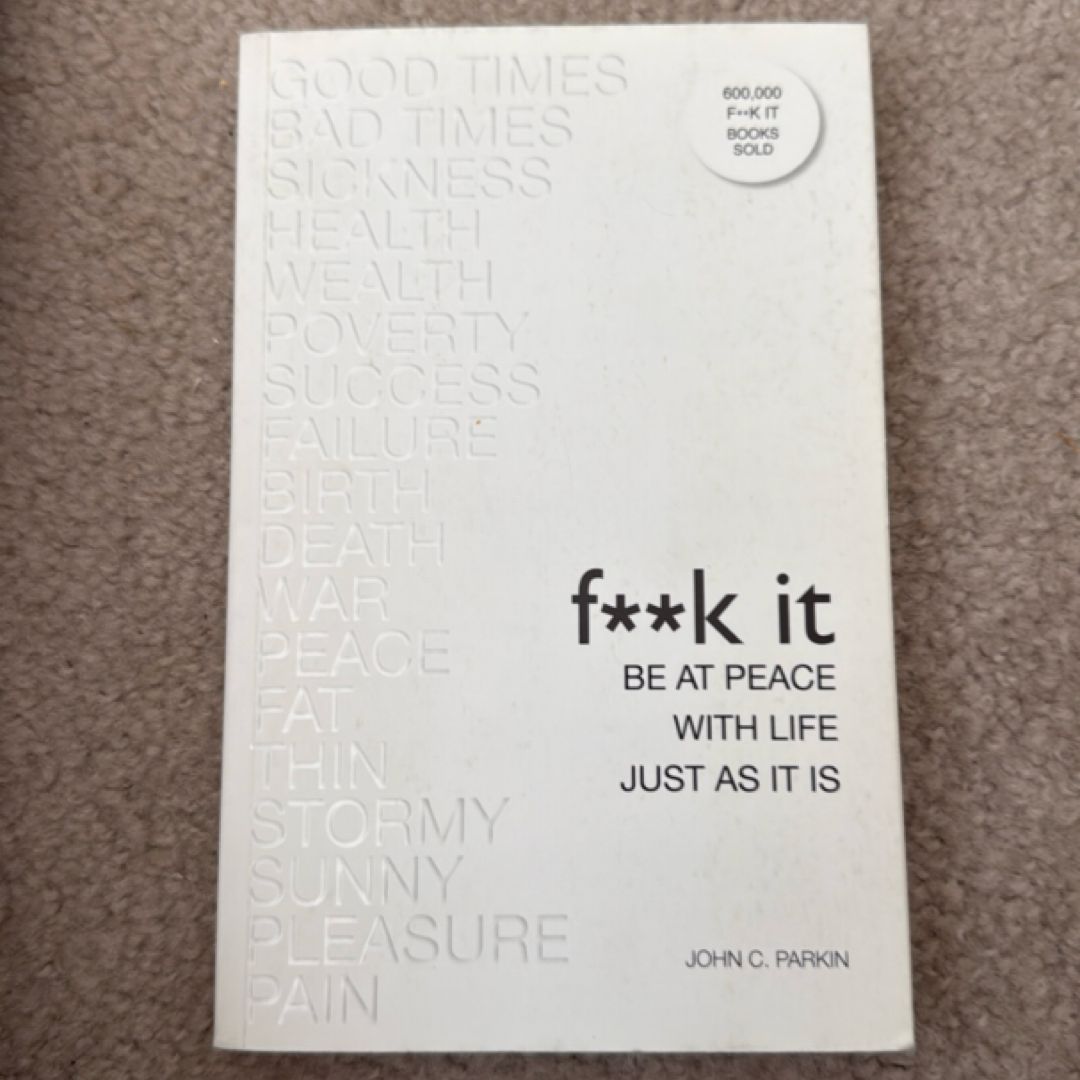 GOOD TIMES
BAD TIMES
SICKNESS
HEALTH
WEALTH
POVERTY
SUCCESS
FAILURE
BIRTH
DEATH
WAR
PEACE
FAT
THIN
STORMY
SUNNY
PLEASURE
PAIN
600,000
F**K IT
BOOKS
SOLD
f**k it
BE AT PEACE
WITH LIFE
JUST AS IT IS
JOHN C. PARKIN